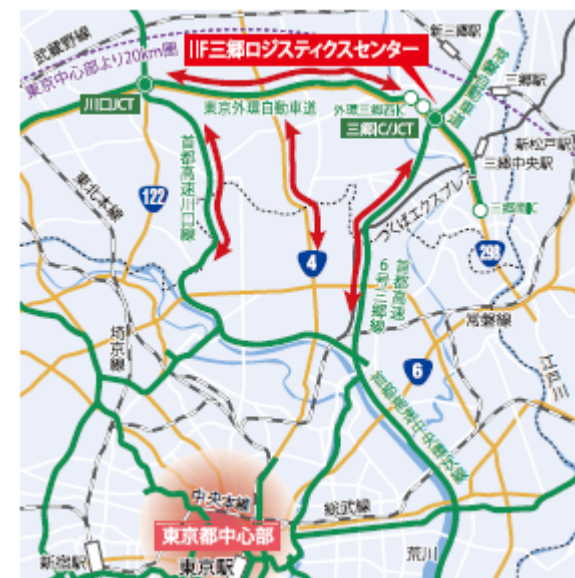 武蔵野線
東京中心部より20km圏
IIF三郷ロジスティクスセンター
新三郷駅
三郷駅
常磐自動車道
川口JCT
東京外環自動車道
外環三郷西IC
三郷IC/JCT
新松戸駅
三郷中央駅
三郷南IC
首都高速川口線
東北本線
122
つくばエクスプレス
4
298
首都高速
6号三郷線
常磐線
江戸川
埼京線
6
首都高速中央環状線
中央本線
総武線
東京都中心部
荒川
新宿駅
東京駅